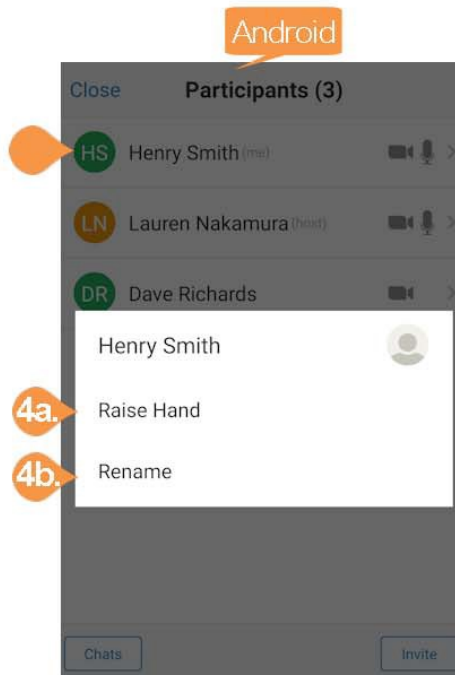 Android
Close Participants (3)
HS Henry Smith (me)
LN Lauren Nakamura (host)
DR Dave Richards
Henry Smith
4a. Raise Hand
4b. Rename
Chats Invite